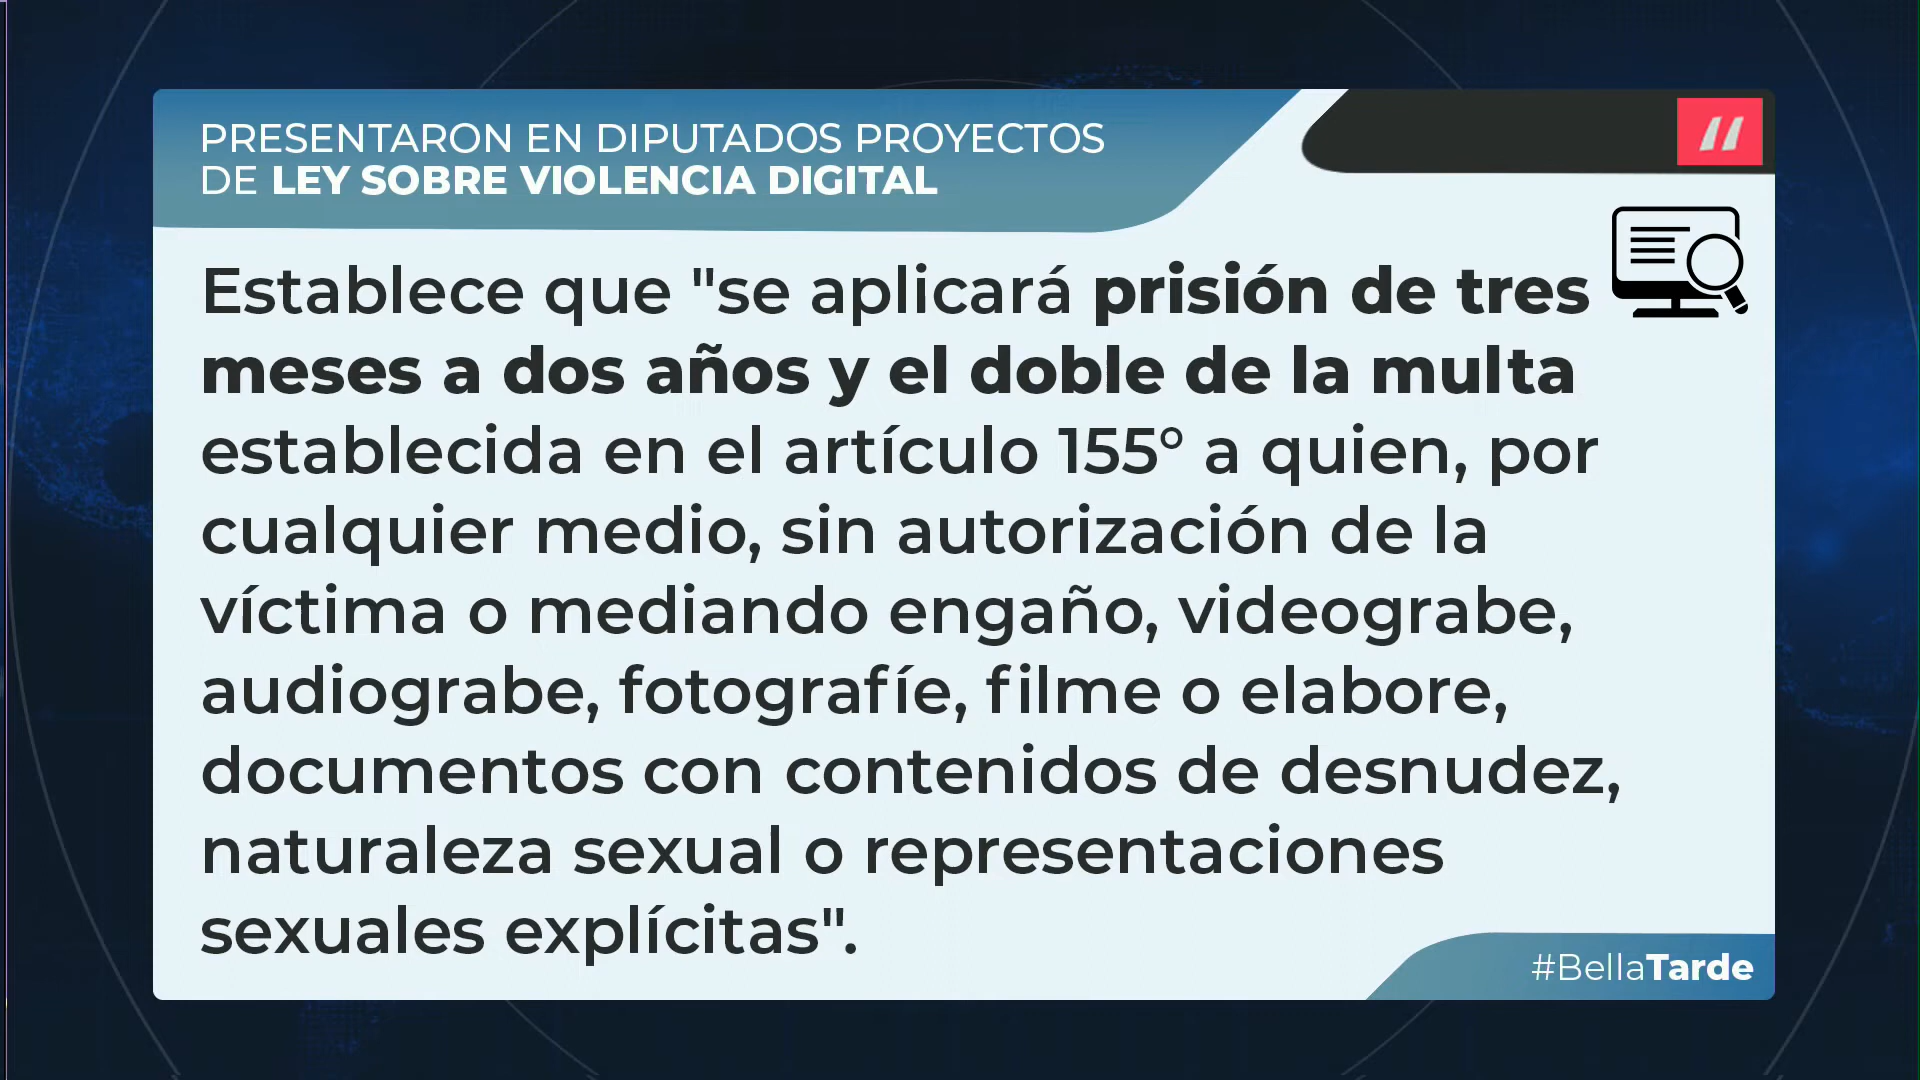 PRESENTARON EN DIPUTADOS PROYECTOS
DE LEY SOBRE VIOLENCIA DIGITAL
Establece que "se aplicará prisión de tres
meses a dos años y el doble de la multa
establecida en el artículo 155° a quien, por
cualquier medio, sin autorización de la
víctima o mediando engaño, videograbe,
audiograbe, fotografíe, filme o elabore,
documentos con contenidos de desnudez,
naturaleza sexual o representaciones
sexuales explícitas".
#BellaTarde